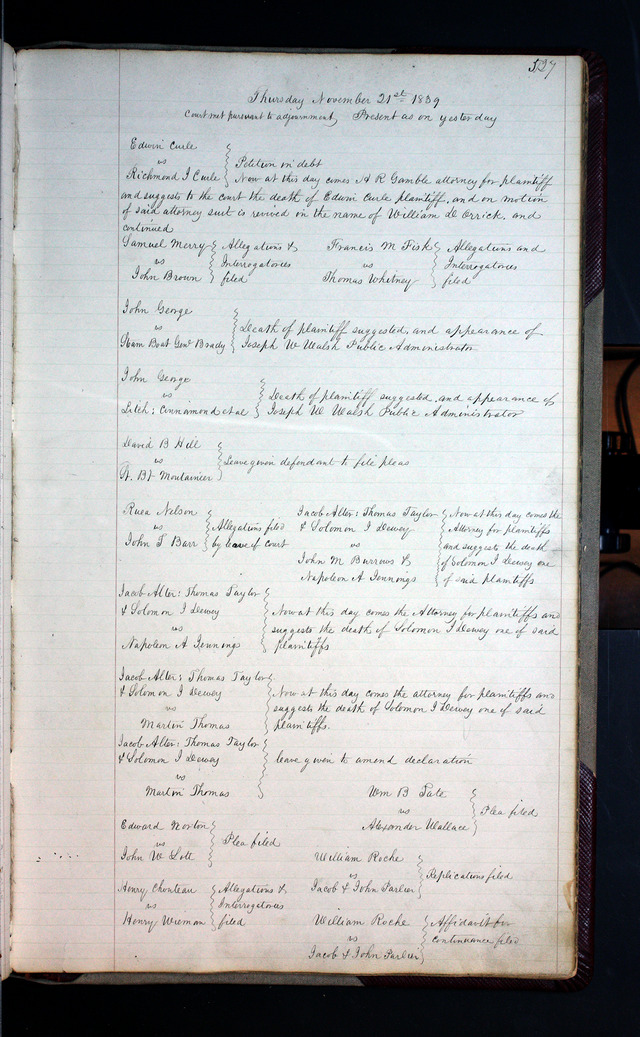 537
Thursday November 21st 1839
Court met pursuant to adjournment, Present as on yesterday
Edwin Curle
vs
Richmond I Curle
Petition in debt
Now at this day comes A R Gamble attorney for plaintiff
and suggests to the court the death of Edwin Curle plaintiff, and on motion
of said attorney suit is revived in the name of William D. Orrick, and
continued
Samuel Merry
vs
John Brown
Allegations &
Interrogatories
filed
Francis M Fisk
vs
Thomas Whitney
Allegations and
Interrogatories
filed
John George
vs
Steam Boat Genl Brady
Death of plaintiff suggested, and appearance of
Joseph W Walsh Public Administrator
John George
vs
Litch: Cinnamond et al
Death of plaintiff suggested, and appearance of
Joseph W. Walsh Public Administrator
David B Hill
vs
St. Bt Mountainier
Leave given defendant to file pleas
Nelson
vs
John T Barr
Allegations filed
by leave of court
Jacob Alter: Thomas Taylor
& Solomon I Dewey
vs
John M Burrows &
Napoleon A Jennongs
Now at this day comes the
Attorney for plaintiffs
and suggests the death
of Solomon I Dewey one
of said plaintiffs
Jacob Alter: Thomas Taylor
& Solomon I Dewey
vs
Napoleon A Jennongs
Now at this day comes the Attorney for plaintiffs and
suggests the death of Solomon I Dewey one of said
plaintiffs
Jacob Alter: Thomas Taylor
& Solomon I Dewey
vs
Martin Thomas
Now at this day comes the attorney for plaintiffs and
suggests the death of Solomon I Dewey one of said
plaintiffs.
Jacob Alter: Thomas Taylor
& Solomon I Dewey
vs
Martin Thomas
leave given to amend declaration
Wm B Tate
vs
Alexander Wallace
Plea filed
Edward Norton
vs
John W Lott
Plea filed
William Roche
vs
Jacob & John Parlier
Replications filed
Henry Chouteau
vs
Henry Wieman
Allegations &
Interrogatories
filed
William Roche
vs
Jacob & John Parlier
Affidavit for
continuance filed